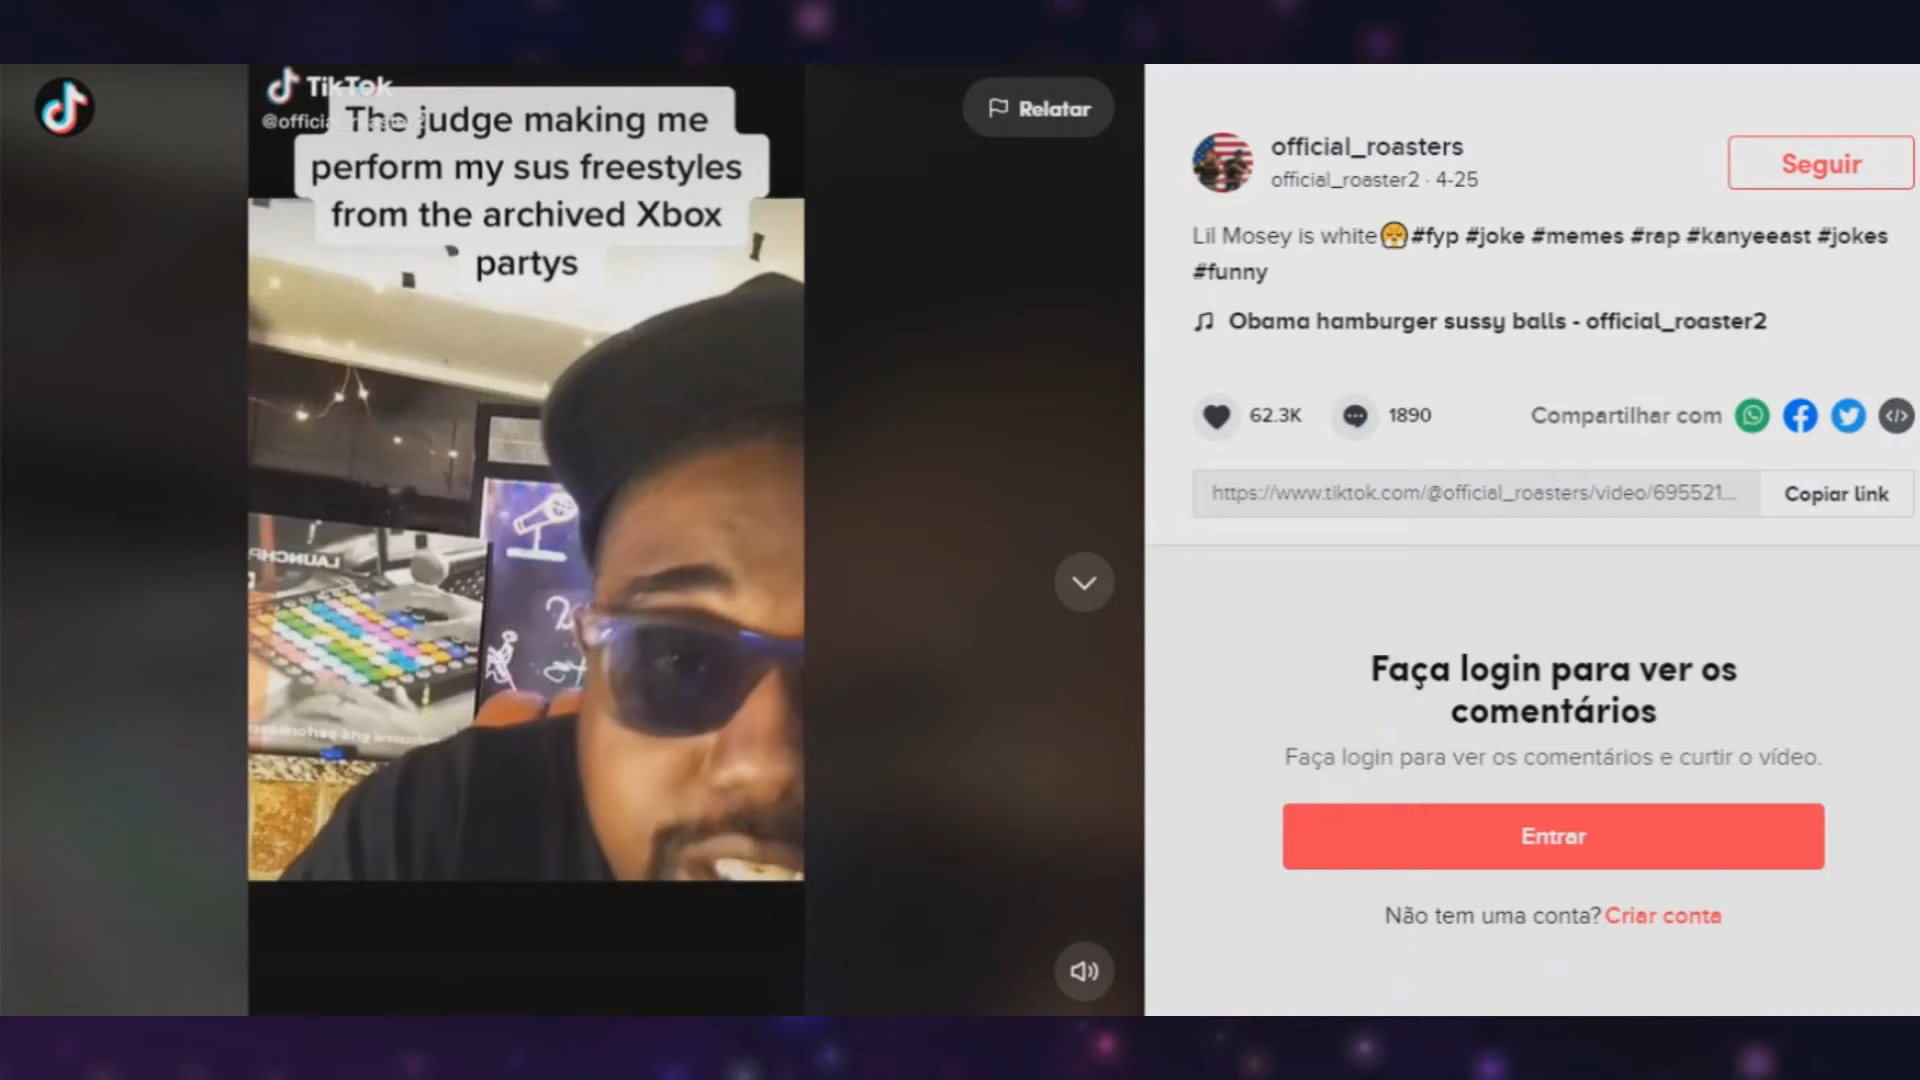 TikTok
The judge making me
perform my sus freestyles
from the archived Xbox
partys
Relatar
official_roasters
official_roaster2 · 4-25
Seguir
Lil Mosey is white😤#fyp #joke #memes #rap #kanyeeast #jokes
#funny
Obama hamburger sussy balls - official_roaster2
62.3K
1890
Compartilhar com
https://www.tiktok.com/@official_roasters/video/695521...
Copiar link
Faça login para ver os
comentários
Faça login para ver os comentários e curtir o vídeo.
Entrar
Não tem uma conta? Criar conta